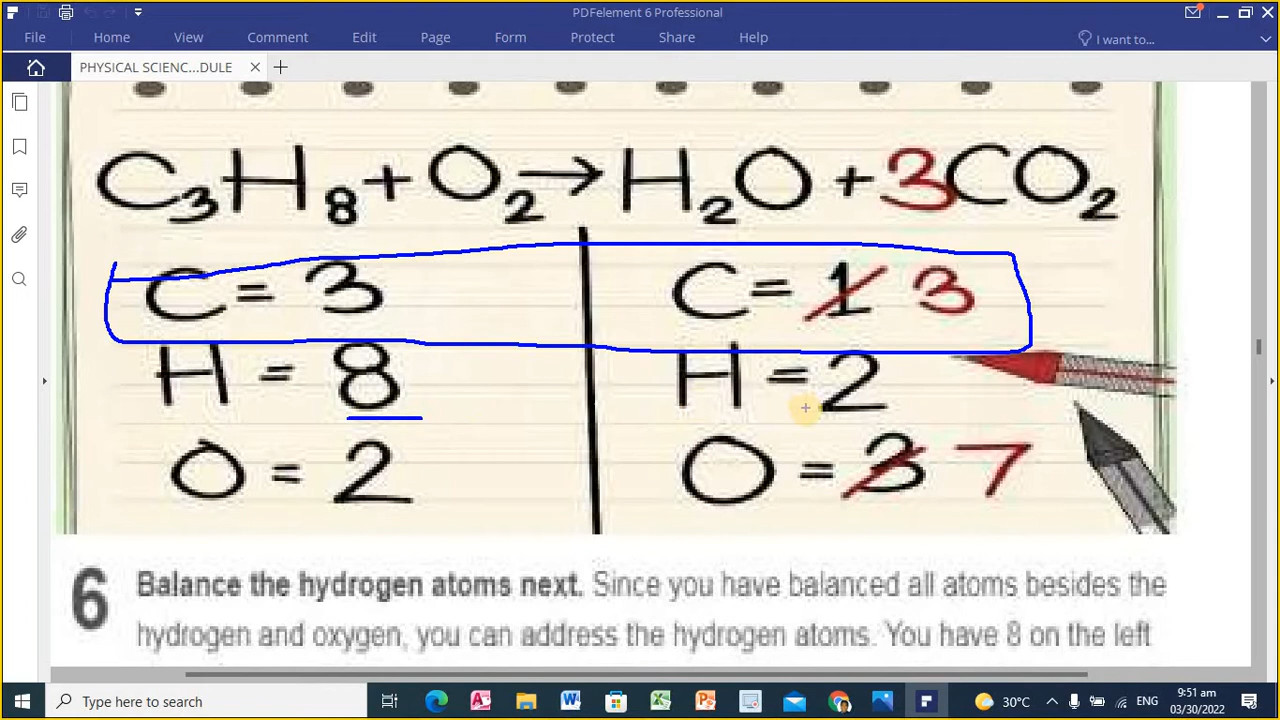 PDFelement 6 Professional
File Home View Comment Edit Page Form Protect Share Help I want to...
PHYSICAL SCIENC...DULE
C₃H₈ + O₂ → H₂O + 3CO₂
C = 3 C = 1 3
H = 8 H = 2
O = 2 O = 3 7
6 Balance the hydrogen atoms next. Since you have balanced all atoms besides the
hydrogen and oxygen, you can address the hydrogen atoms. You have 8 on the left
Type here to search 30°C ENG 9:51 am
03/30/2022